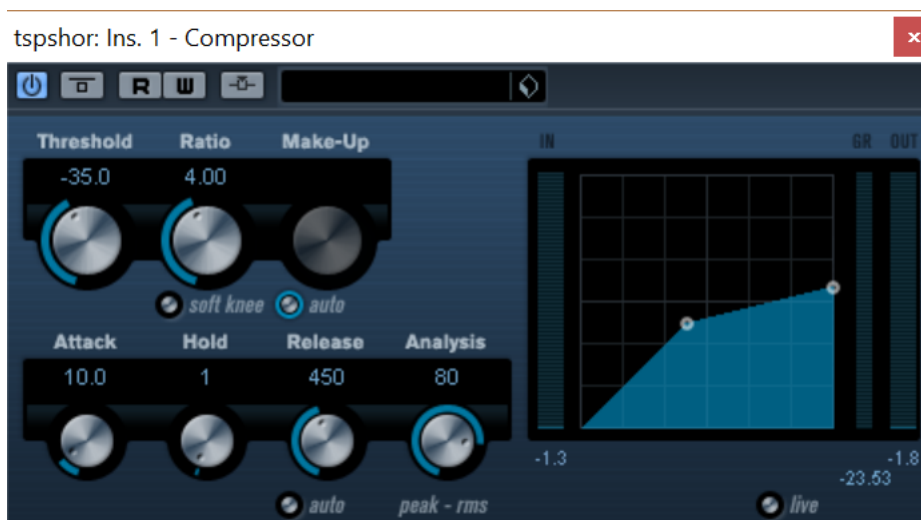 tspshor: Ins. 1 - Compressor
R W
Threshold Ratio Make-Up
-35.0 4.00
soft knee auto
Attack Hold Release Analysis
10.0 1 450 80
auto peak - rms
IN GR OUT
-1.3 -1.8
-23.53
live